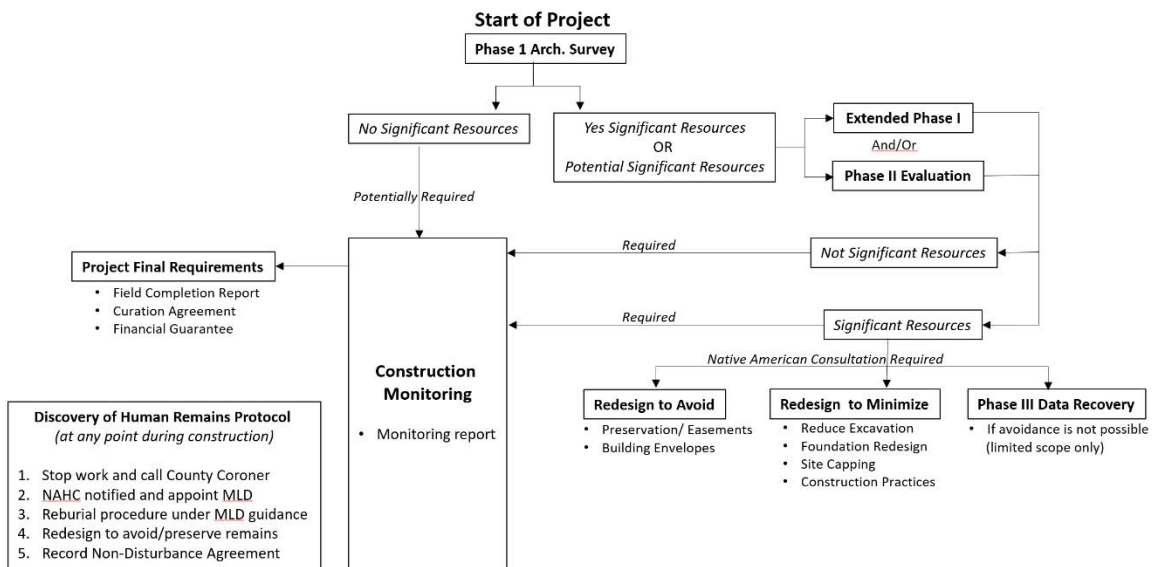 Start of Project
Phase 1 Arch. Survey
No Significant Resources
Yes Significant Resources
OR
Potential Significant Resources
Extended Phase I
And/Or
Phase II Evaluation
Potentially Required
Required
Not Significant Resources
Project Final Requirements
• Field Completion Report
• Curation Agreement
• Financial Guarantee
Required
Significant Resources
Native American Consultation Required
Construction
Monitoring
• Monitoring report
Redesign to Avoid
• Preservation/ Easements
• Building Envelopes
Redesign to Minimize
• Reduce Excavation
• Foundation Redesign
• Site Capping
• Construction Practices
Phase III Data Recovery
• If avoidance is not possible
(limited scope only)
Discovery of Human Remains Protocol
(at any point during construction)
1. Stop work and call County Coroner
2. NAHC notified and appoint MLD
3. Reburial procedure under MLD guidance
4. Redesign to avoid/preserve remains
5. Record Non-Disturbance Agreement